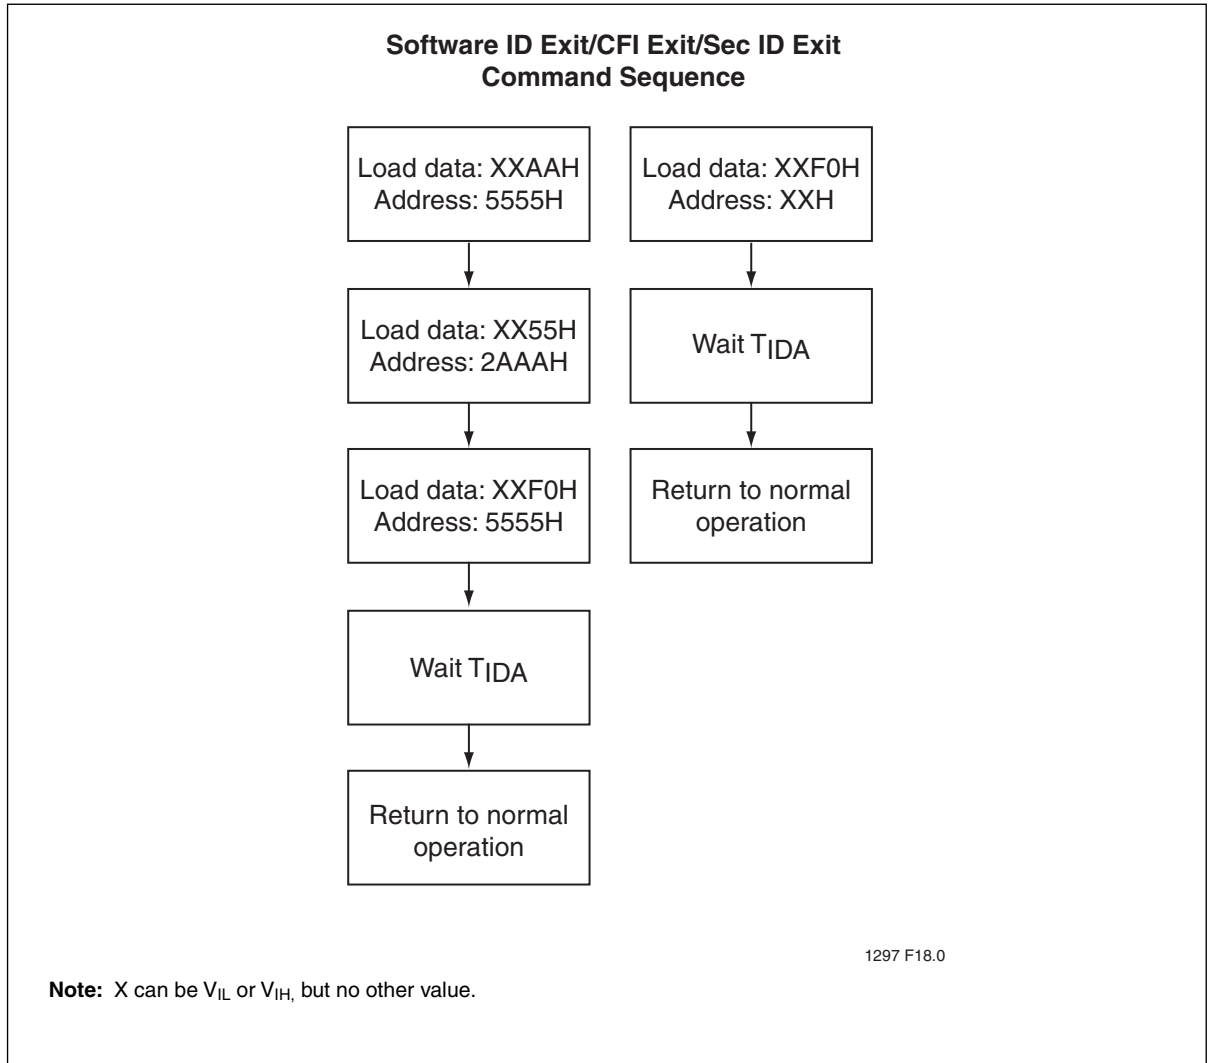 Software ID Exit/CFI Exit/Sec ID Exit
Command Sequence
Load data: XXAAH
Address: 5555H
Load data: XX55H
Address: 2AAAH
Load data: XXF0H
Address: 5555H
Wait TIDA
Return to normal
operation
Load data: XXF0H
Address: XXH
Wait TIDA
Return to normal
operation
1297 F18.0
Note: X can be VIL or VIH, but no other value.